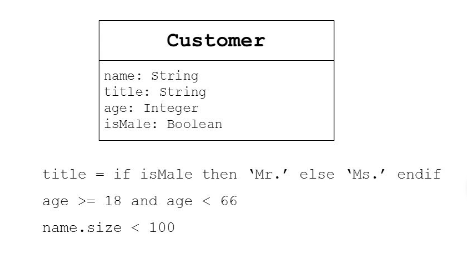 Customer
name: String
title: String
age: Integer
isMale: Boolean
title = if isMale then ‘Mr.’ else ‘Ms.’ endif
age >= 18 and age < 66
name.size < 100